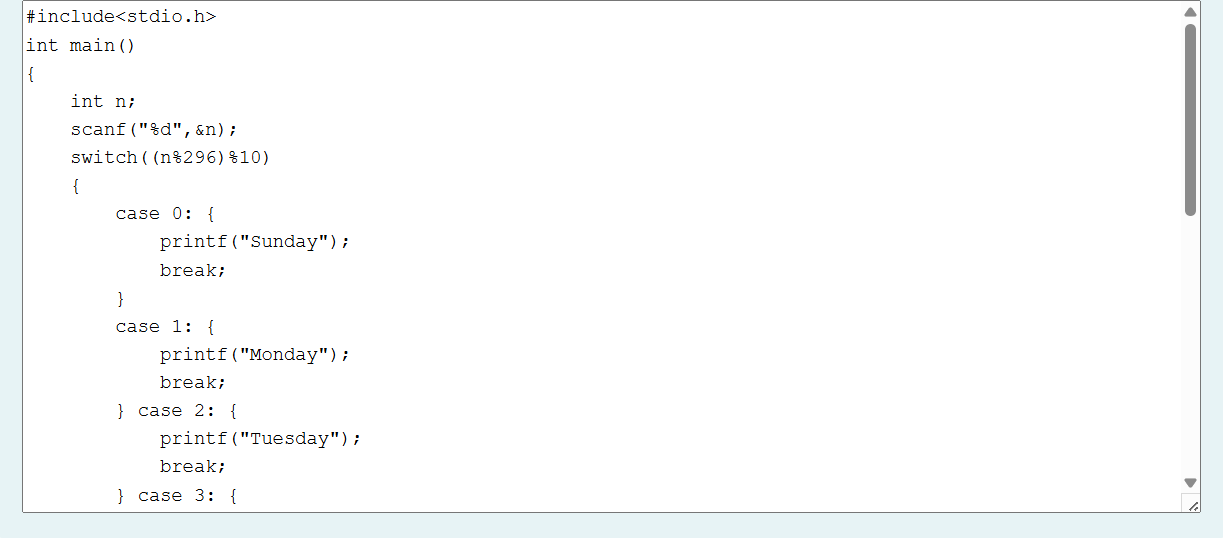 #include<stdio.h>
int main()
{
    int n;
    scanf("%d",&n);
    switch((n%296)%10)
    {
        case 0: {
            printf("Sunday");
            break;
        }
        case 1: {
            printf("Monday");
            break;
        } case 2: {
            printf("Tuesday");
            break;
        } case 3: {